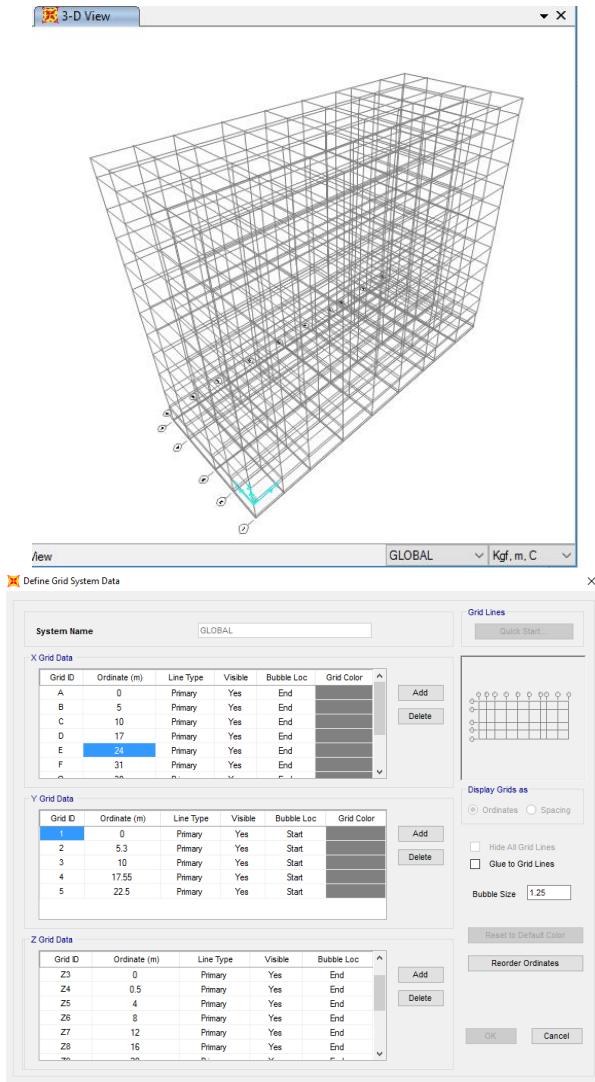 3-D View
View
GLOBAL
Kgf, m, C
Define Grid System Data
Grid Lines
System Name
GLOBAL
Quick Start...
X Grid Data
Grid ID Ordinate (m) Line Type Visible Bubble Loc Grid Color
A 0 Primary Yes End
Add
B 5 Primary Yes End
C 10 Primary Yes End
Delete
D 17 Primary Yes End
E 24 Primary Yes End
F 31 Primary Yes End
Display Grids as
Ordinates Spacing
Y Grid Data
Grid ID Ordinate (m) Line Type Visible Bubble Loc Grid Color
1 0 Primary Yes Start
Add
2 5.3 Primary Yes Start
Hide All Grid Lines
3 10 Primary Yes Start
Delete
Glue to Grid Lines
4 17.55 Primary Yes Start
5 22.5 Primary Yes Start
Bubble Size 1.25
Reset to Default Color
Z Grid Data
Grid ID Ordinate (m) Line Type Visible Bubble Loc
Reorder Ordinates
Z3 0 Primary Yes End
Add
Z4 0.5 Primary Yes End
Z5 4 Primary Yes End
Delete
Z6 8 Primary Yes End
Z7 12 Primary Yes End
Z8 16 Primary Yes End
OK Cancel